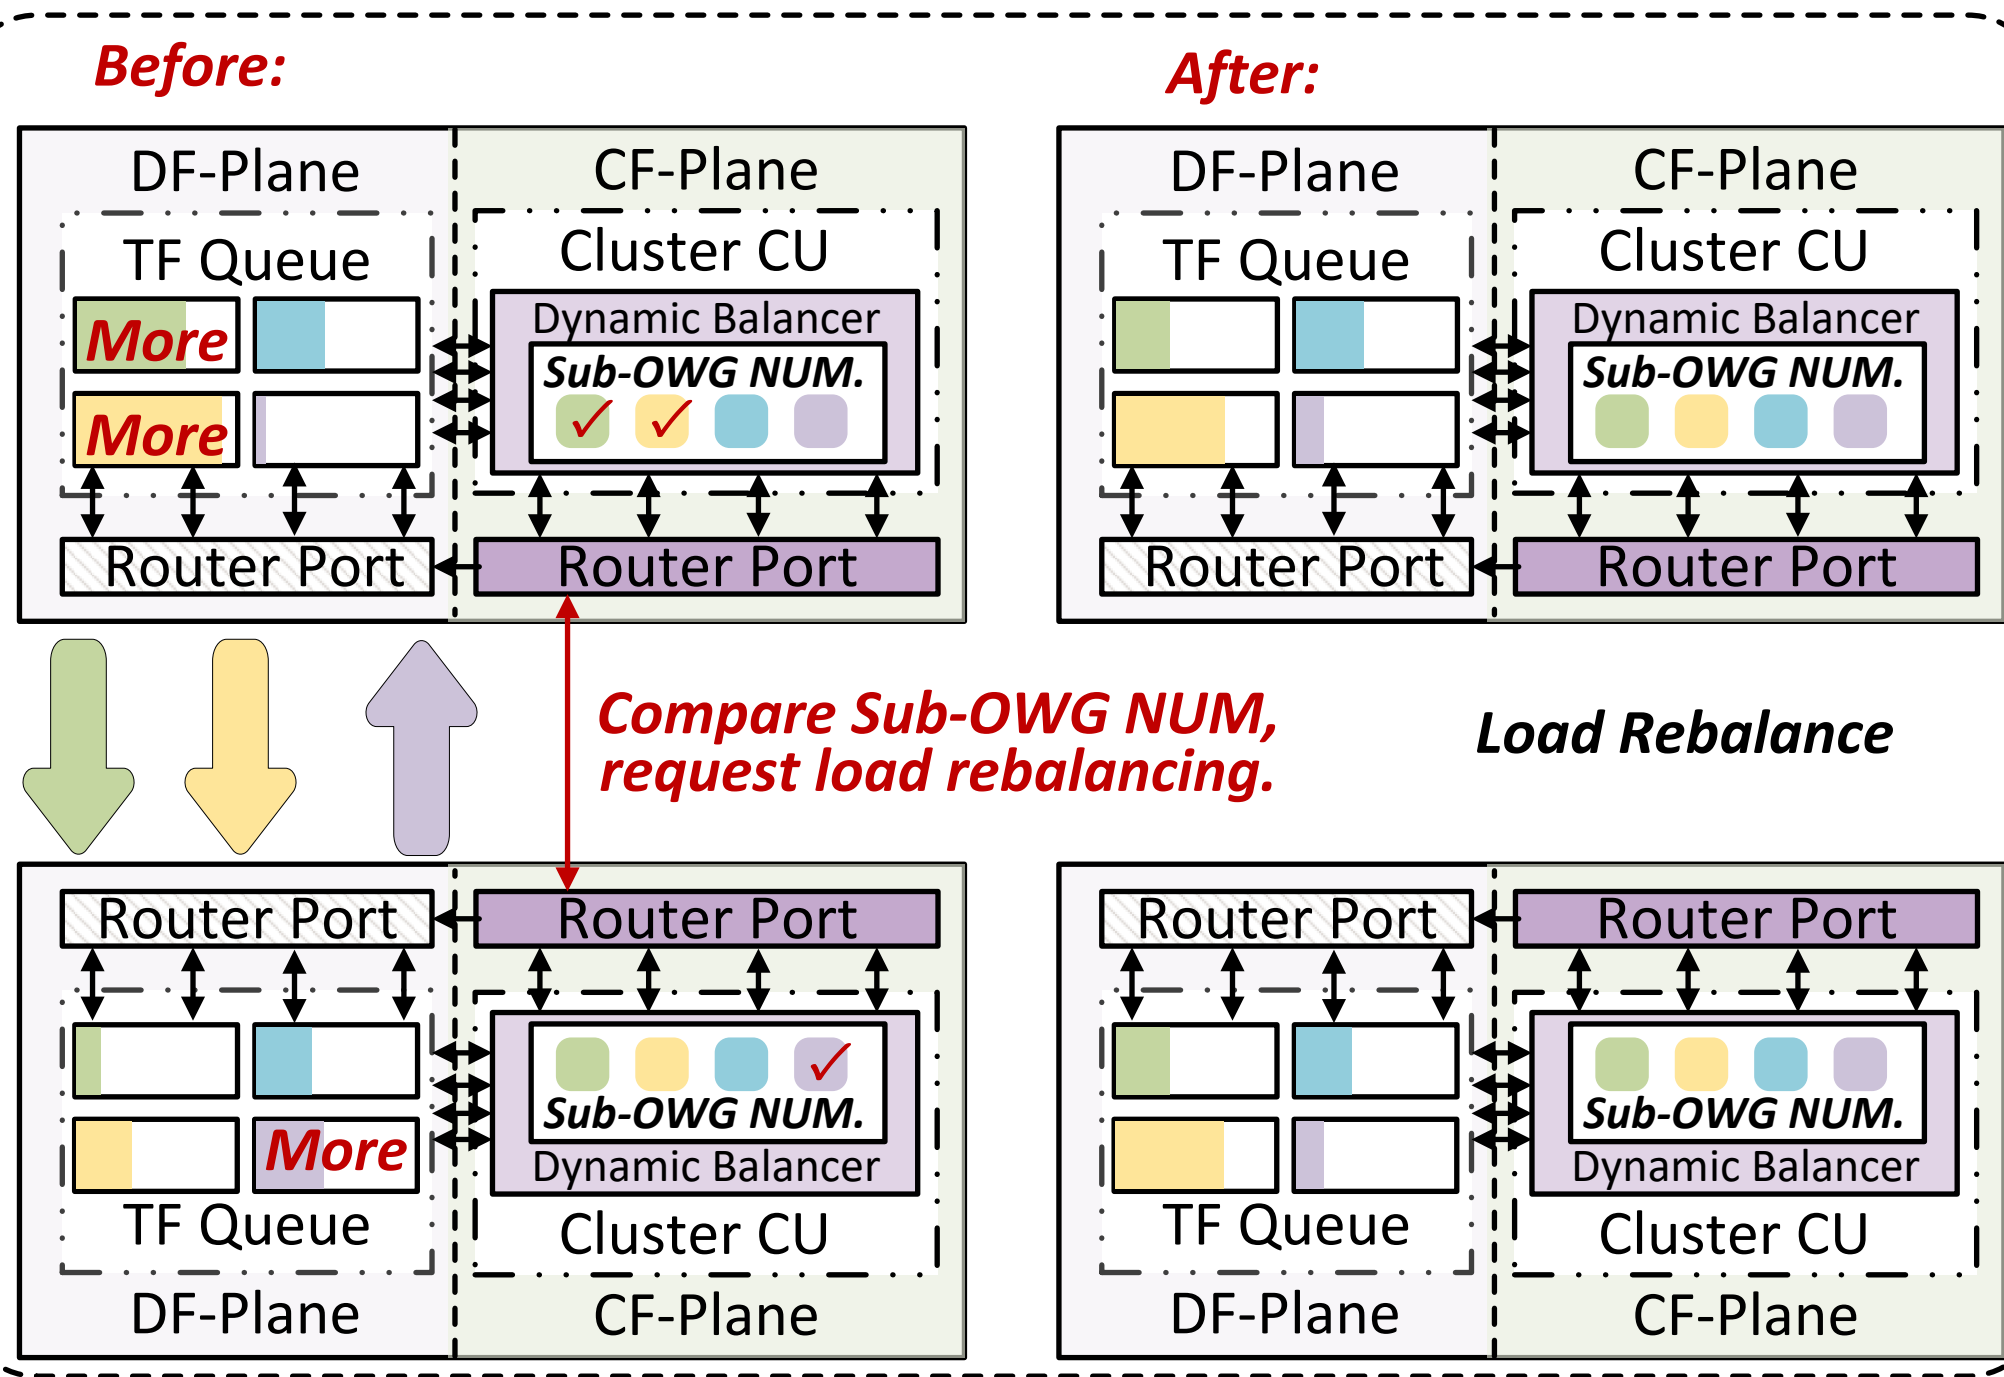 Before:
After:
DF-Plane
CF-Plane
TF Queue
Cluster CU
More
More
Dynamic Balancer
Sub-OWG NUM.
Router Port
Router Port
DF-Plane
CF-Plane
TF Queue
Cluster CU
Dynamic Balancer
Sub-OWG NUM.
Router Port
Router Port
Compare Sub-OWG NUM,
request load rebalancing.
Load Rebalance
Router Port
Router Port
More
Sub-OWG NUM.
Dynamic Balancer
TF Queue
Cluster CU
DF-Plane
CF-Plane
Router Port
Router Port
Sub-OWG NUM.
Dynamic Balancer
TF Queue
Cluster CU
DF-Plane
CF-Plane